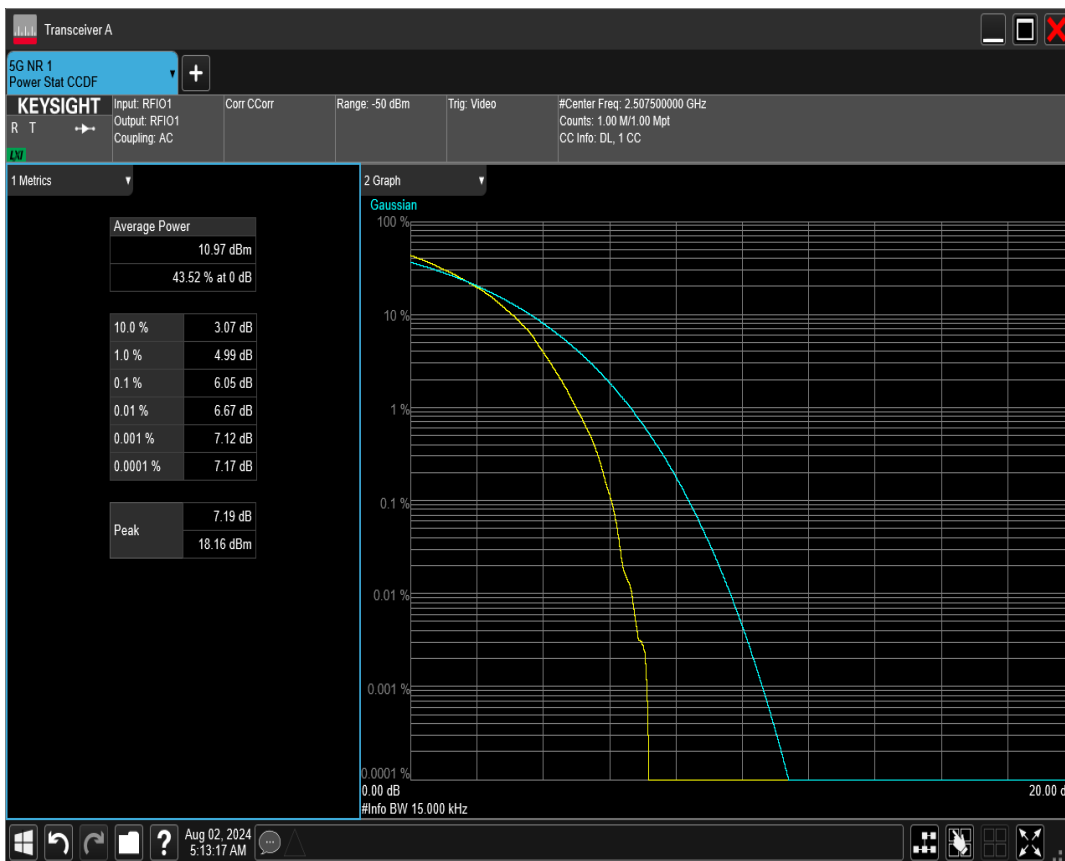 Transceiver A
5G NR 1
Power Stat CCDF
KEYSIGHT
R T
LXI
Input: RFIO1
Output: RFIO1
Coupling: AC
Corr CCorr
Range: -50 dBm
Trig: Video
#Center Freq: 2.507500000 GHz
Counts: 1.00 M/1.00 Mpt
CC Info: DL, 1 CC
1 Metrics
Average Power
10.97 dBm
43.52 % at 0 dB
10.0 % 3.07 dB
1.0 % 4.99 dB
0.1 % 6.05 dB
0.01 % 6.67 dB
0.001 % 7.12 dB
0.0001 % 7.17 dB
Peak 7.19 dB
18.16 dBm
2 Graph
Gaussian
100 %
10 %
1 %
0.1 %
0.01 %
0.001 %
0.0001 %
0.00 dB 20.00 d
#Info BW 15.000 kHz
Aug 02, 2024
5:13:17 AM